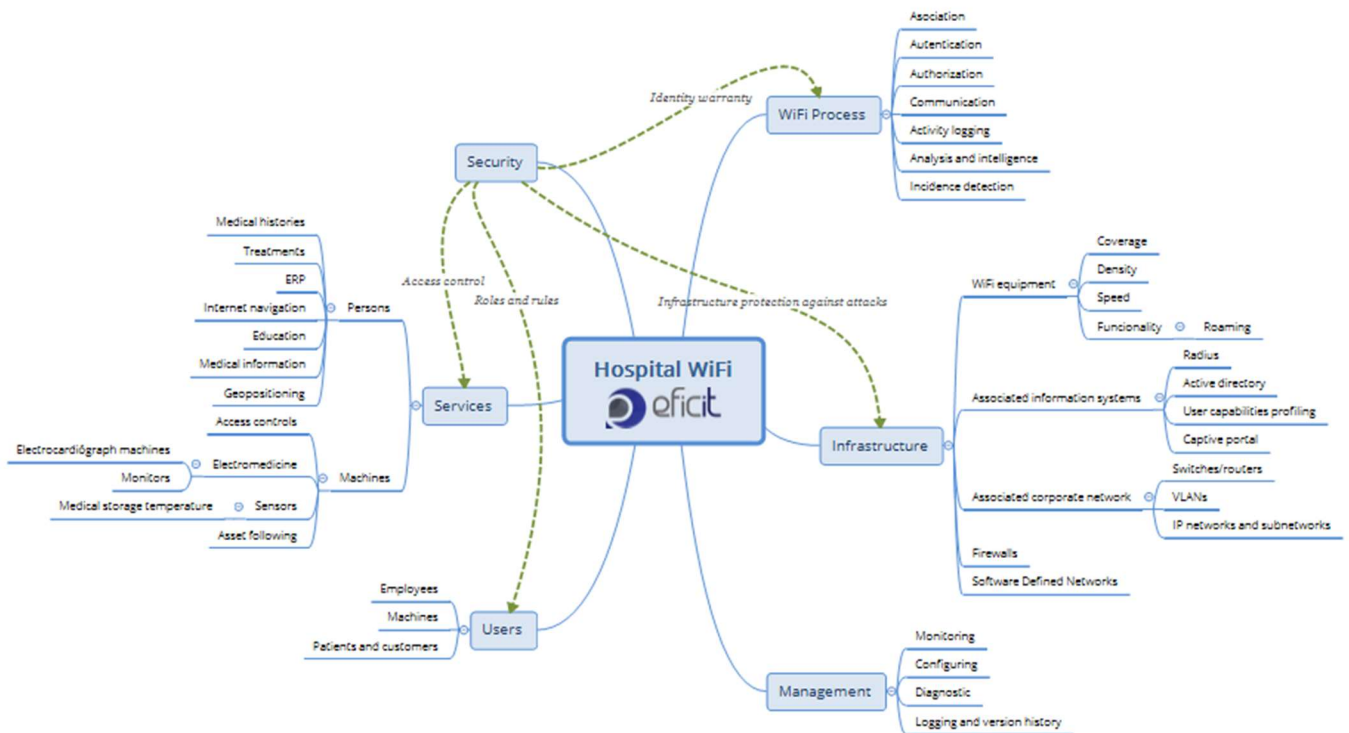 Hospital WiFi
eficit
WiFi Process
Asociation
Autenticación
Authorization
Communication
Activity logging
Analysis and intelligence
Incidence detection
Infrastructure
WiFi equipment
Coverage
Density
Speed
Funcionality
Roaming
Associated information systems
Radius
Active directory
User capabilities profiling
Captive portal
Associated corporate network
Switches/routers
VLANs
IP networks and subnetworks
Firewalls
Software Defined Networks
Management
Monitoring
Configuring
Diagnostic
Logging and version history
Security
Identity warranty
Access control
Roles and rules
Infrastructure protection against attacks
Services
Persons
Medical histories
Treatments
ERP
Internet navigation
Education
Medical information
Geopositioning
Machines
Access controls
Electromedicine
Electrocardiógraph machines
Monitors
Sensors
Medical storage temperature
Asset following
Users
Employees
Machines
Patients and customers